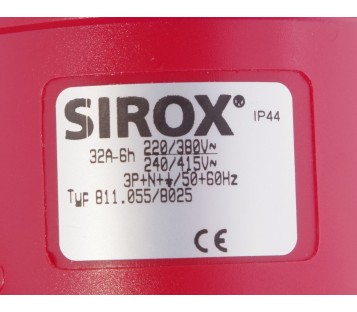 SIROX® IP44
32A-6h 220/380V~
240/415V~
3P+N+⏚/50+60Hz
Typ 811.055/8025
CE